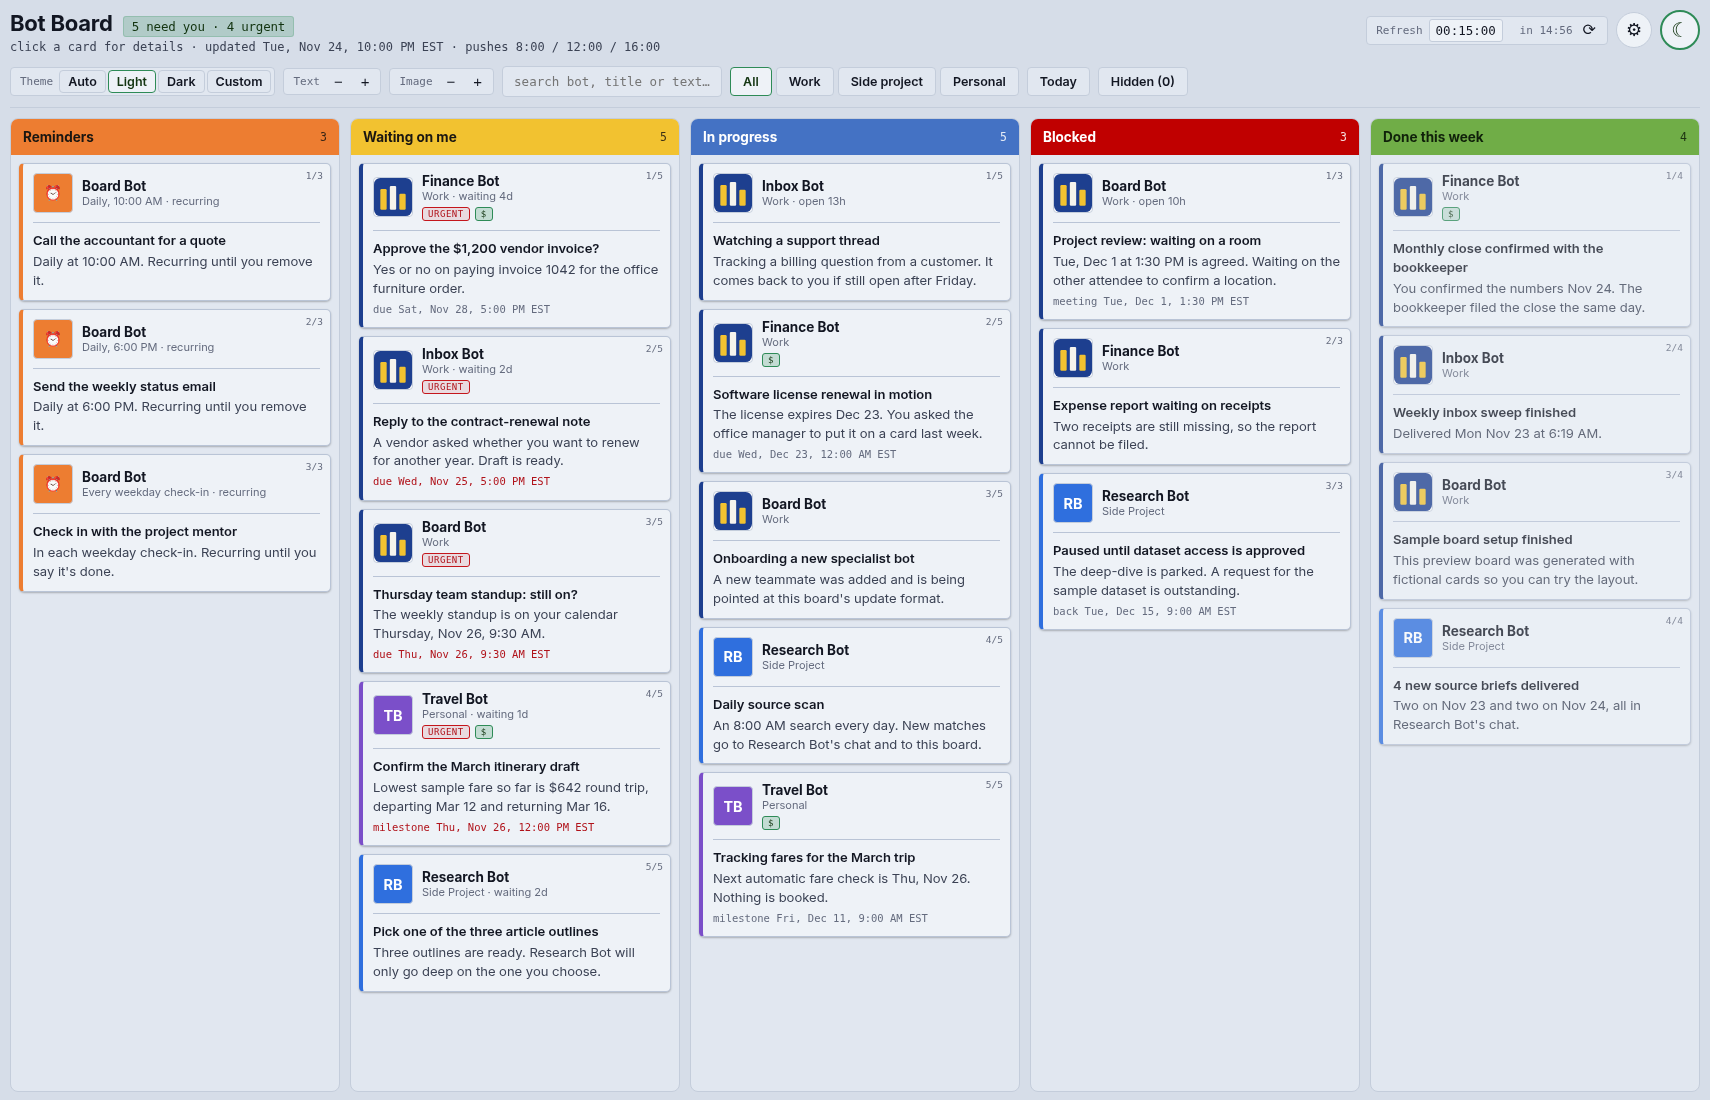 Bot Board
5 need you · 4 urgent
click a card for details · updated Tue, Nov 24, 10:00 PM EST · pushes 8:00 / 12:00 / 16:00
Refresh 00:15:00 in 14:56
Theme Auto Light Dark Custom
Text − +
Image − +
search bot, title or text…
All Work Side project Personal Today Hidden (0)
Reminders 3
1/3
Board Bot
Daily, 10:00 AM · recurring
Call the accountant for a quote
Daily at 10:00 AM. Recurring until you remove
it.
2/3
Board Bot
Daily, 6:00 PM · recurring
Send the weekly status email
Daily at 6:00 PM. Recurring until you remove
it.
3/3
Board Bot
Every weekday check-in · recurring
Check in with the project mentor
In each weekday check-in. Recurring until you
say it's done.
Waiting on me 5
1/5
Finance Bot
Work · waiting 4d
URGENT $
Approve the $1,200 vendor invoice?
Yes or no on paying invoice 1042 for the office
furniture order.
due Sat, Nov 28, 5:00 PM EST
2/5
Inbox Bot
Work · waiting 2d
URGENT
Reply to the contract-renewal note
A vendor asked whether you want to renew
for another year. Draft is ready.
due Wed, Nov 25, 5:00 PM EST
3/5
Board Bot
Work
URGENT
Thursday team standup: still on?
The weekly standup is on your calendar
Thursday, Nov 26, 9:30 AM.
due Thu, Nov 26, 9:30 AM EST
4/5
TB
Travel Bot
Personal · waiting 1d
URGENT $
Confirm the March itinerary draft
Lowest sample fare so far is $642 round trip,
departing Mar 12 and returning Mar 16.
milestone Thu, Nov 26, 12:00 PM EST
5/5
RB
Research Bot
Side Project · waiting 2d
Pick one of the three article outlines
Three outlines are ready. Research Bot will
only go deep on the one you choose.
In progress 5
1/5
Inbox Bot
Work · open 13h
Watching a support thread
Tracking a billing question from a customer. It
comes back to you if still open after Friday.
2/5
Finance Bot
Work
$
Software license renewal in motion
The license expires Dec 23. You asked the
office manager to put it on a card last week.
due Wed, Dec 23, 12:00 AM EST
3/5
Board Bot
Work
Onboarding a new specialist bot
A new teammate was added and is being
pointed at this board's update format.
4/5
RB
Research Bot
Side Project
Daily source scan
An 8:00 AM search every day. New matches
go to Research Bot's chat and to this board.
5/5
TB
Travel Bot
Personal
$
Tracking fares for the March trip
Next automatic fare check is Thu, Nov 26.
Nothing is booked.
milestone Fri, Dec 11, 9:00 AM EST
Blocked 3
1/3
Board Bot
Work · open 10h
Project review: waiting on a room
Tue, Dec 1 at 1:30 PM is agreed. Waiting on the
other attendee to confirm a location.
meeting Tue, Dec 1, 1:30 PM EST
2/3
Finance Bot
Work
Expense report waiting on receipts
Two receipts are still missing, so the report
cannot be filed.
3/3
RB
Research Bot
Side Project
Paused until dataset access is approved
The deep-dive is parked. A request for the
sample dataset is outstanding.
back Tue, Dec 15, 9:00 AM EST
Done this week 4
1/4
Finance Bot
Work
$
Monthly close confirmed with the
bookkeeper
You confirmed the numbers Nov 24. The
bookkeeper filed the close the same day.
2/4
Inbox Bot
Work
Weekly inbox sweep finished
Delivered Mon Nov 23 at 6:19 AM.
3/4
Board Bot
Work
Sample board setup finished
This preview board was generated with
fictional cards so you can try the layout.
4/4
RB
Research Bot
Side Project
4 new source briefs delivered
Two on Nov 23 and two on Nov 24, all in
Research Bot's chat.